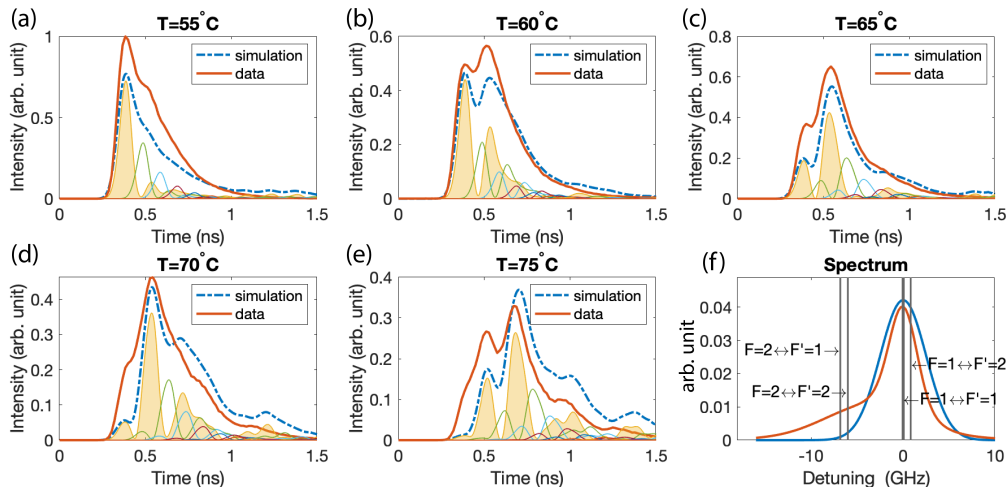 (a)
T=55°C
Intensity (arb. unit)
1
0.5
0
simulation
data
0
0.5
1
1.5
Time (ns)
(b)
T=60°C
Intensity (arb. unit)
0.6
0.4
0.2
0
simulation
data
0
0.5
1
1.5
Time (ns)
(c)
T=65°C
Intensity (arb. unit)
0.8
0.6
0.4
0.2
0
simulation
data
0
0.5
1
1.5
Time (ns)
(d)
T=70°C
Intensity (arb. unit)
0.4
0.2
0
simulation
data
0
0.5
1
1.5
Time (ns)
(e)
T=75°C
Intensity (arb. unit)
0.4
0.3
0.2
0.1
0
simulation
data
0
0.5
1
1.5
Time (ns)
(f)
Spectrum
arb. unit
0.04
0.03
0.02
0.01
0
F=2↔F'=1→
F=2↔F'=2→
←F=1↔F'=2
←F=1↔F'=1
-10
0
10
Detuning (GHz)